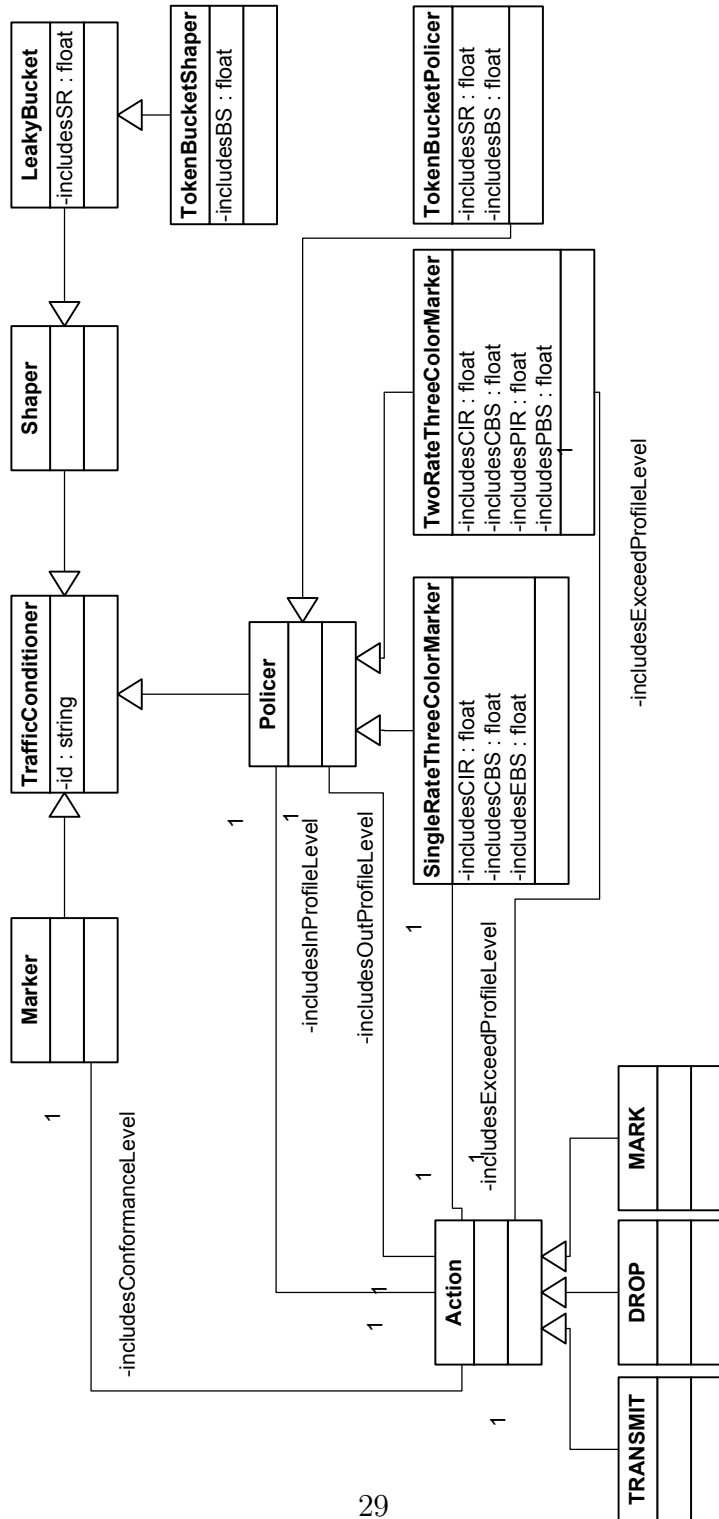 Marker
TrafficConditioner
-id : string
Shaper
LeakyBucket
-includesSR : float
TokenBucketShaper
-includesBS : float
1
-includesConformanceLevel
1
Policer
1
-includesInProfileLevel
1
1
-includesOutProfileLevel
1
SingleRateThreeColorMarker
-includesCIR : float
-includesCBS : float
-includesEBS : float
1
-includesExceedProfileLevel
1
TwoRateThreeColorMarker
-includesCIR : float
-includesCBS : float
-includesPIR : float
-includesPBS : float
1
-includesExceedProfileLevel
1
TokenBucketPolicer
-includesSR : float
-includesBS : float
Action
TRANSMIT
DROP
MARK
29